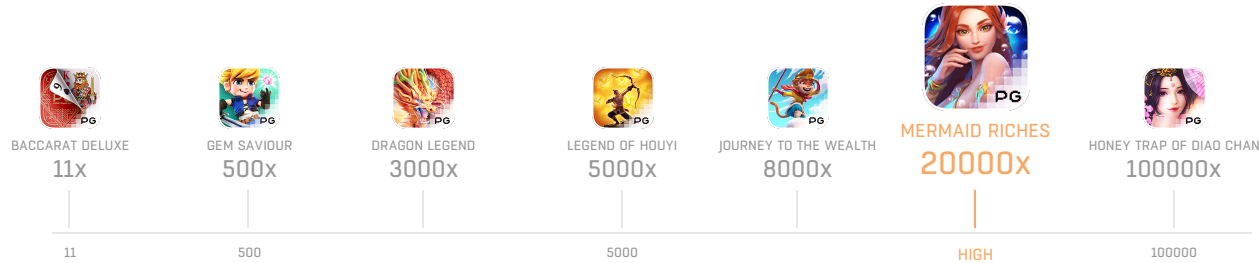 PG
PG
PG
PG
PG
PG
PG
BACCARAT DELUXE
11x
GEM SAVIOUR
500x
DRAGON LEGEND
3000x
LEGEND OF HOUYI
5000x
JOURNEY TO THE WEALTH
8000x
MERMAID RICHES
20000x
HONEY TRAP OF DIAO CHAN
100000x
11
500
5000
HIGH
100000